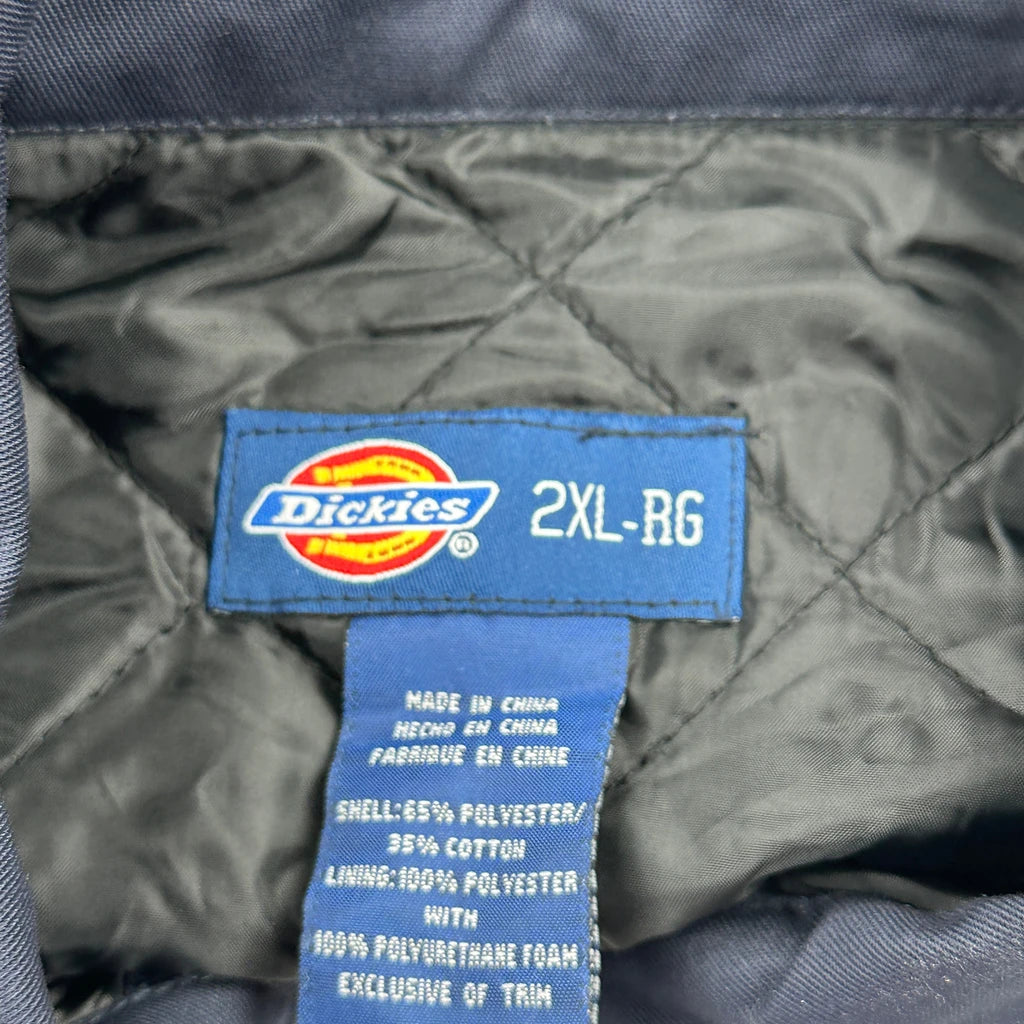 Dickies ®
2XL-RG
MADE IN CHINA
HECHO EN CHINA
FABRIQUE EN CHINE
SHELL:65% POLYESTER/
35% COTTON
LINING:100% POLYESTER
WITH
100% POLYURETHANE FOAM
EXCLUSIVE OF TRIM